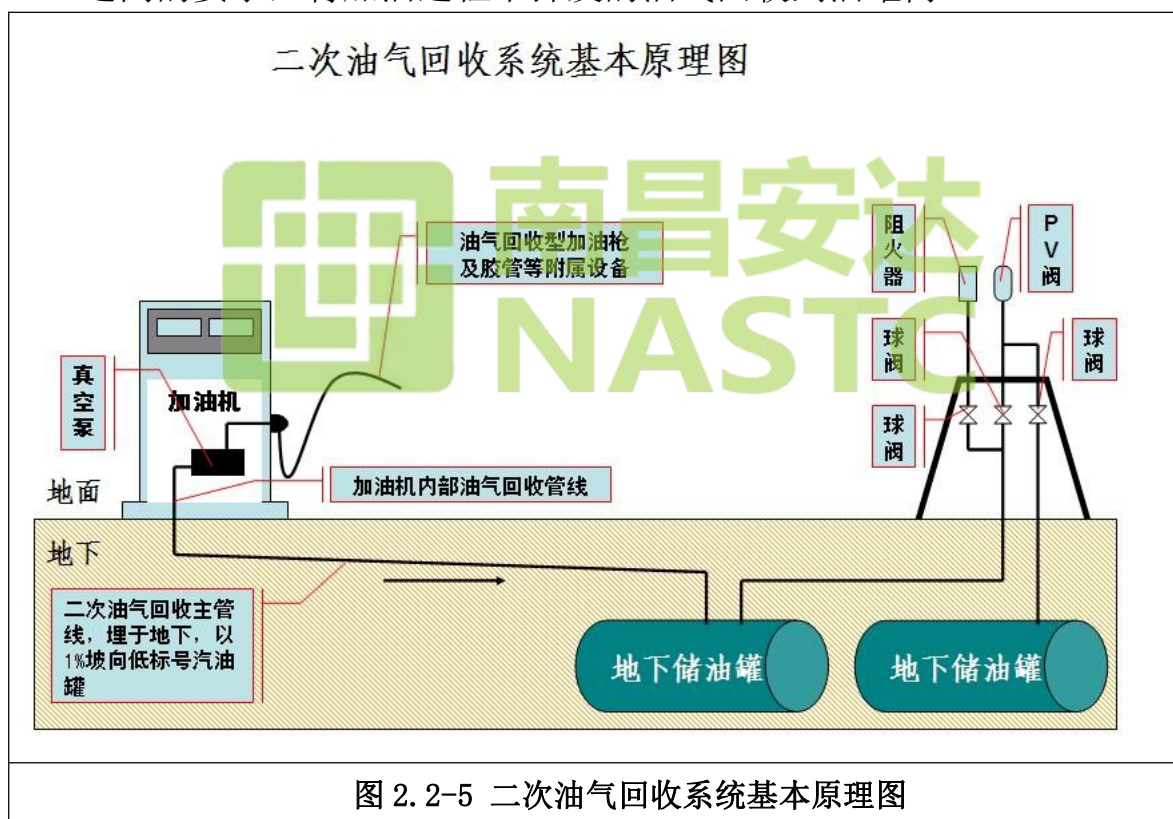 二次油气回收系统基本原理图
南昌安达
NASTC
油气回收型加油枪
及胶管等附属设备
阻火器
PV阀
球阀
球阀
球阀
真空泵
加油机
加油机内部油气回收管线
地面
地下
二次油气回收主管
线，埋于地下，以
1%坡向低标号汽油
罐
地下储油罐
地下储油罐
图 2.2-5 二次油气回收系统基本原理图